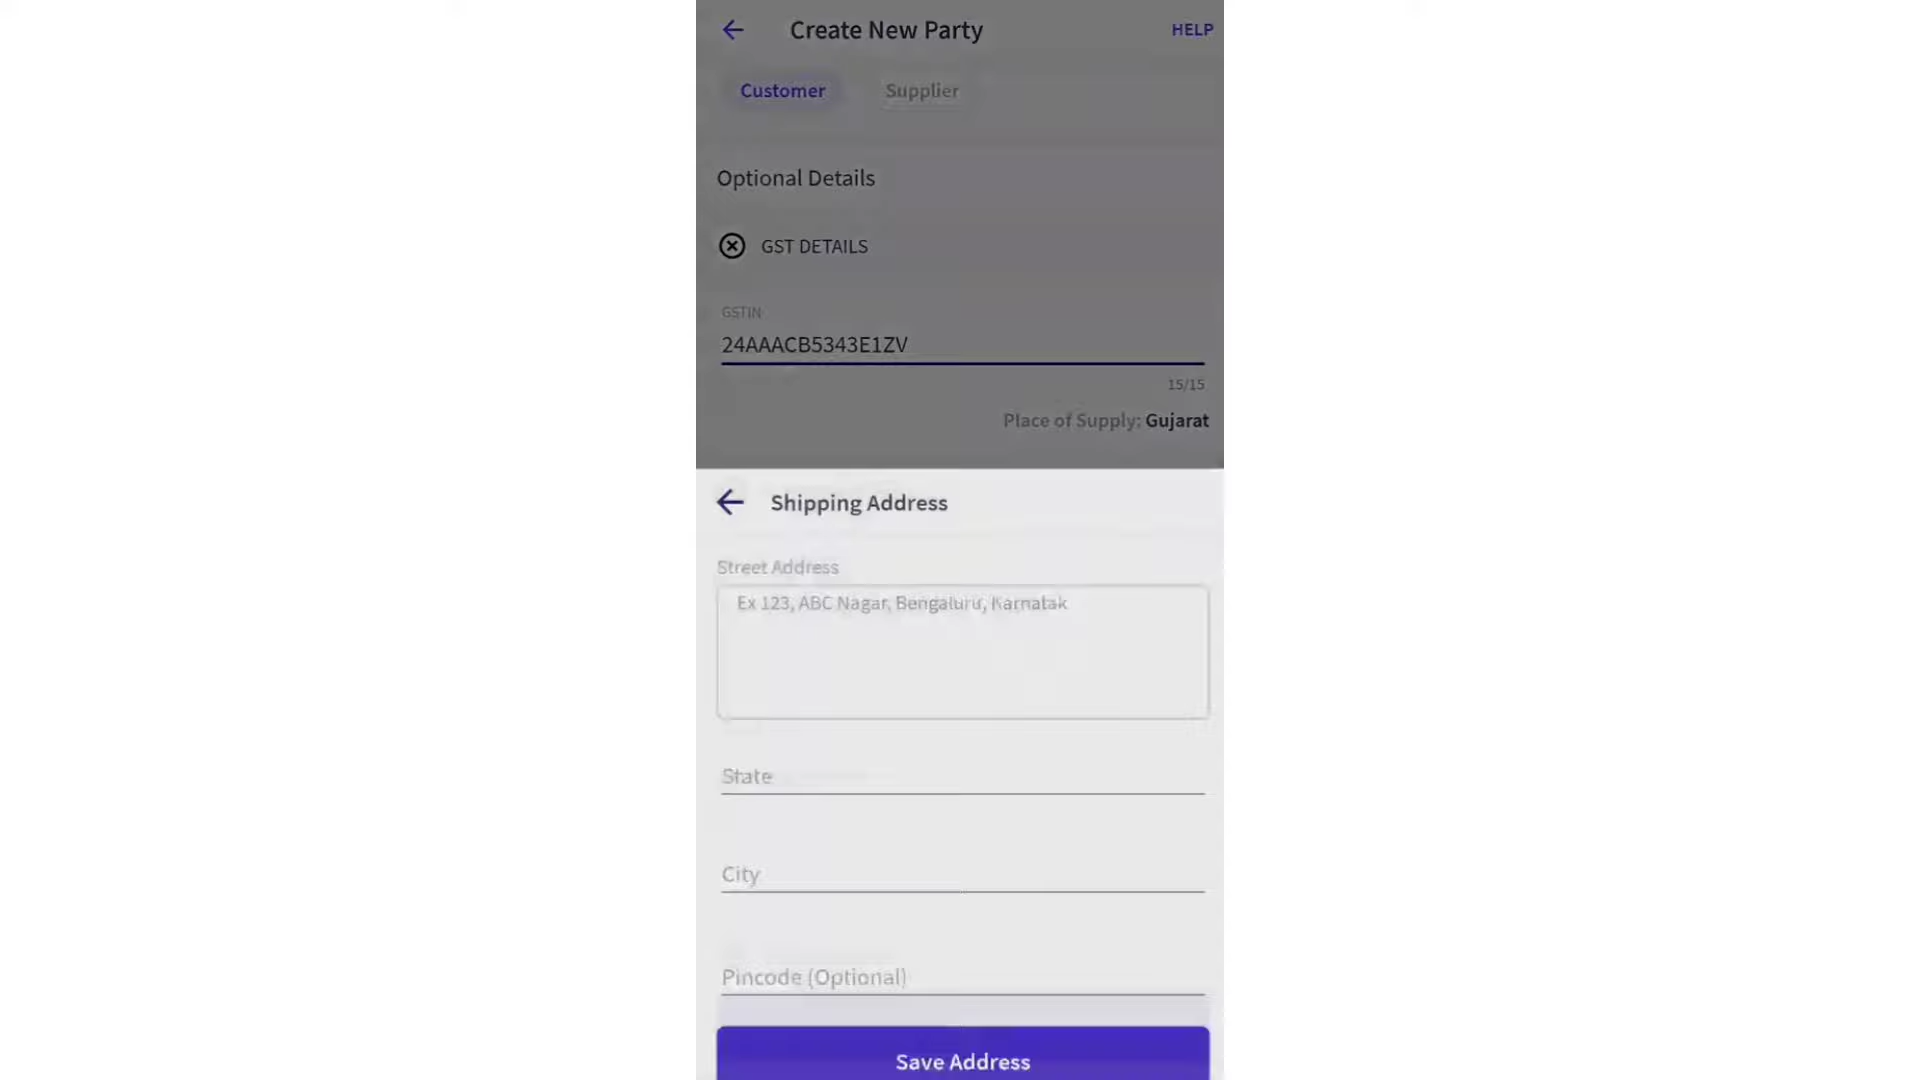 Create New Party
HELP
Customer
Supplier
Optional Details
GST DETAILS
GSTIN
24AAACB5343E1ZV
15/15
Place of Supply: Gujarat
Shipping Address
Street Address
Ex 123, ABC Nagar, Bengaluru, Karnatak
State
City
Pincode (Optional)
Save Address